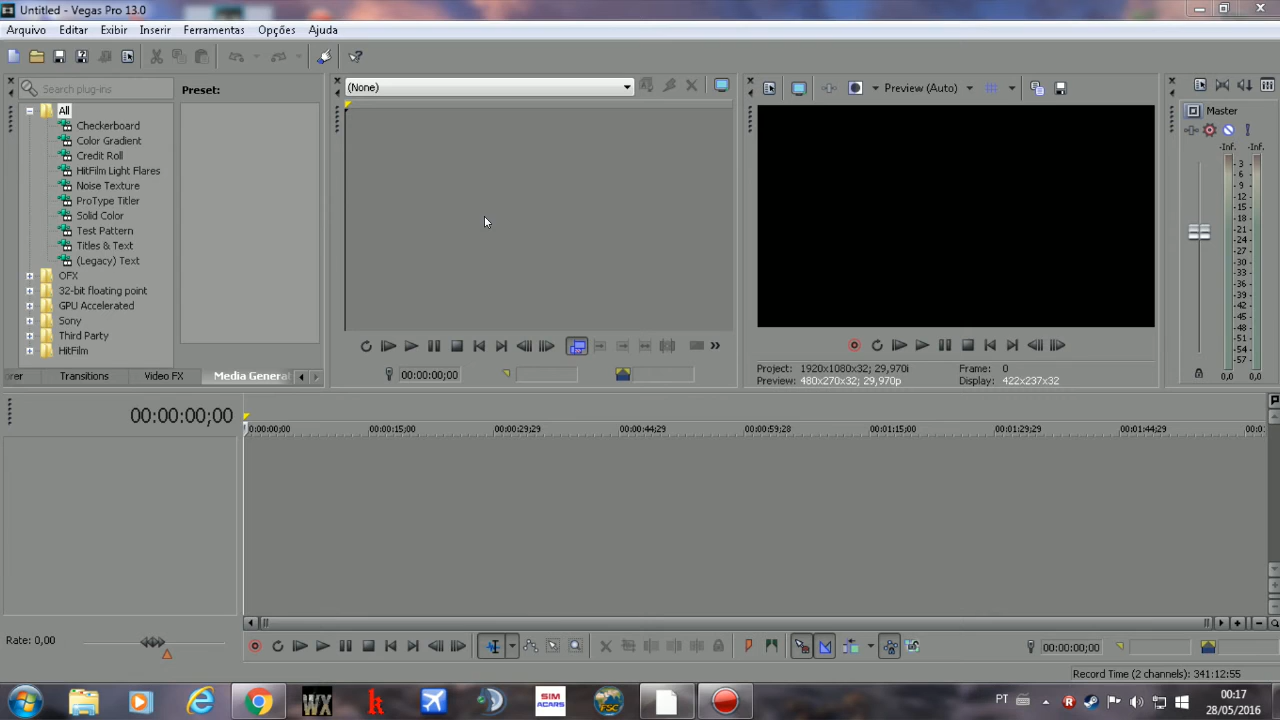 Untitled - Vegas Pro 13.0
Arquivo Editar Exibir Inserir Ferramentas Opções Ajuda
Search plug-ins
Preset:
(None)
Preview (Auto)
Master
-Inf. -Inf.
All
Checkerboard
Color Gradient
Credit Roll
HitFilm Light Flares
Noise Texture
ProType Titler
Solid Color
Test Pattern
Titles & Text
(Legacy) Text
OFX
32-bit floating point
GPU Accelerated
Sony
Third Party
HitFilm
3
6
9
12
15
18
21
24
27
30
33
36
39
42
45
48
51
54
57
0,0 0,0
orer Transitions Video FX Media Genera
00:00:00;00
Project: 1920x1080x32; 29,970i Frame: 0
Preview: 480x270x32; 29,970p Display: 422x237x32
00:00:00;00
0:00:00;00 00:00:15;00 00:00:29;29 00:00:44;29 00:00:59;28 00:01:15;00 00:01:29;29 00:01:44;29 00:0
Rate: 0,00
00:00:00;00
Record Time (2 channels): 341:12:55
WX k SIM ACARS FSC PT 00:17
28/05/2016